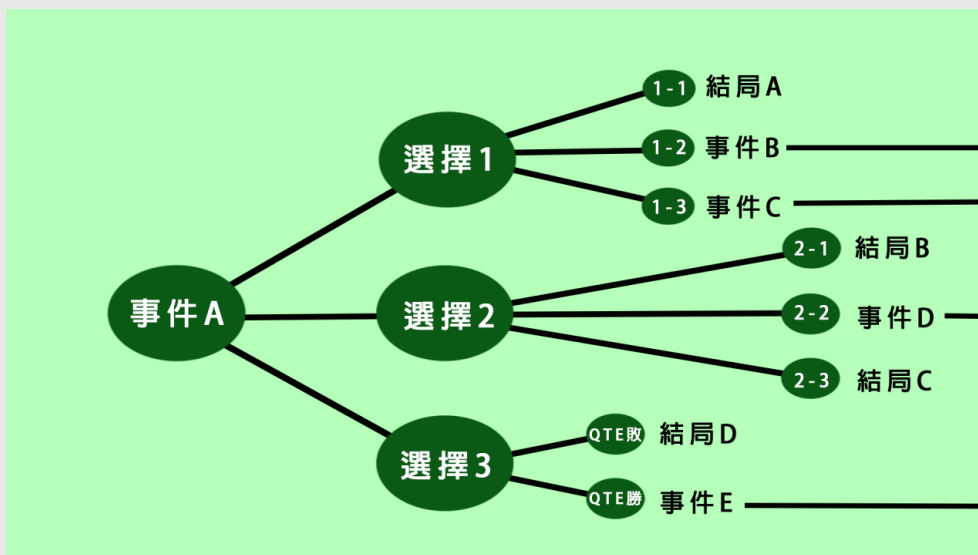 事件A
選擇1
1-1 結局A
1-2 事件B
1-3 事件C
選擇2
2-1 結局B
2-2 事件D
2-3 結局C
選擇3
QTE敗 結局D
QTE勝 事件E